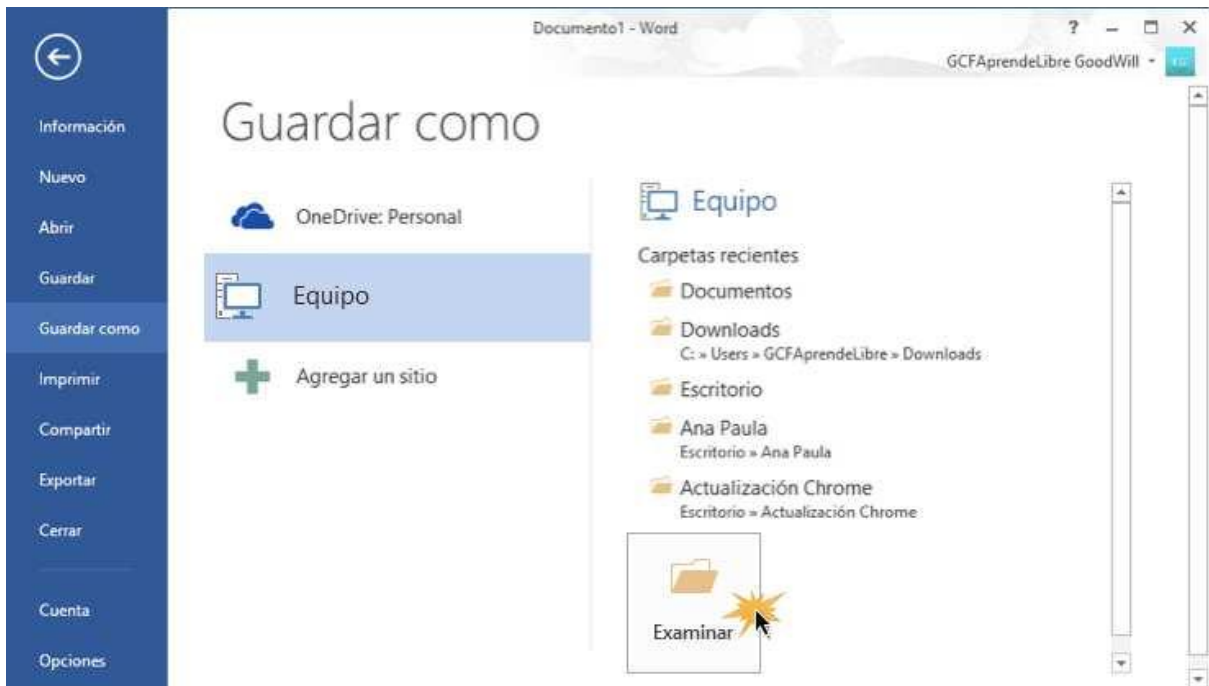 Documento1 - Word
?
GCFAprendeLibre GoodWill
Información
Nuevo
Abrir
Guardar
Guardar como
Imprimir
Compartir
Exportar
Cerrar
Cuenta
Opciones
Guardar como
OneDrive: Personal
Equipo
Agregar un sitio
Equipo
Carpetas recientes
Documentos
Downloads
C: » Users » GCFAprendeLibre » Downloads
Escritorio
Ana Paula
Escritorio » Ana Paula
Actualización Chrome
Escritorio » Actualización Chrome
Examinar